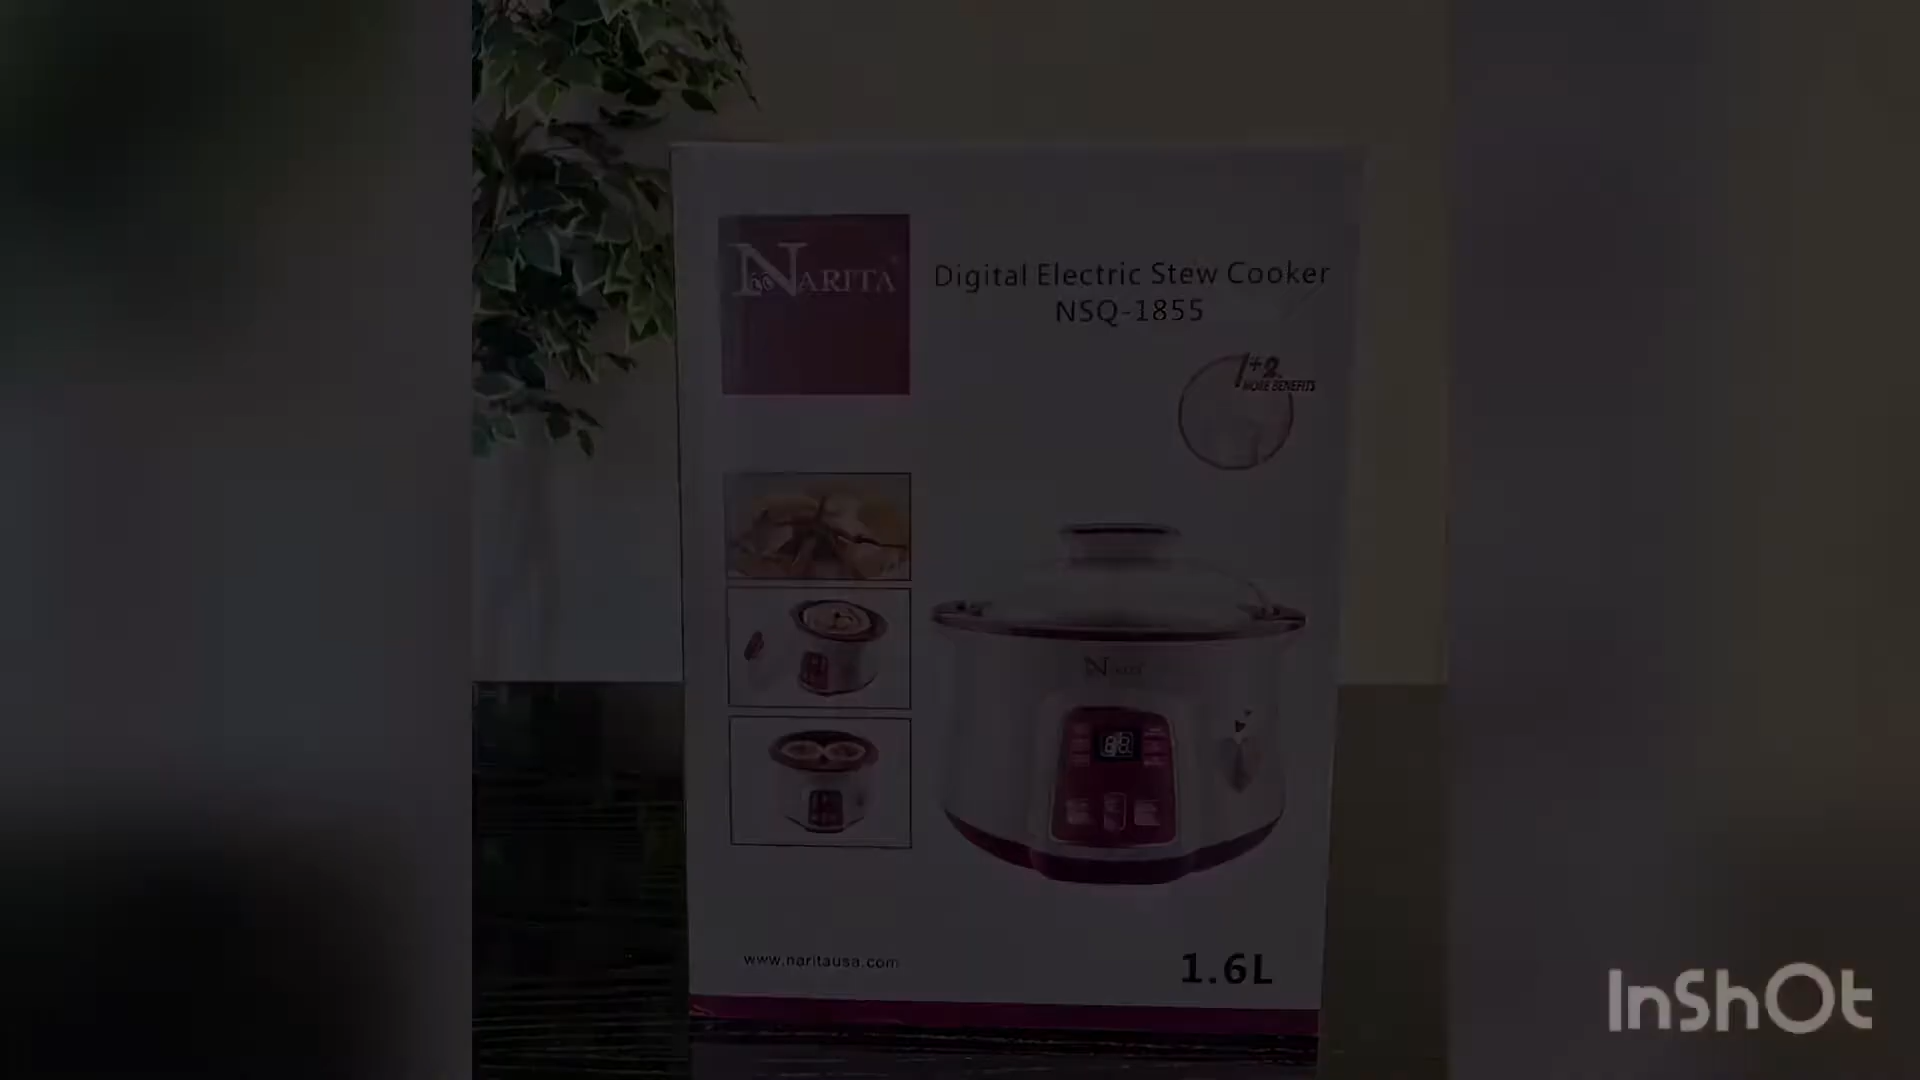 NARITA
Digital Electric Stew Cooker
NSQ-1855
1+2
MORE BENEFITS
www.naritausa.com
1.6L
InShOt